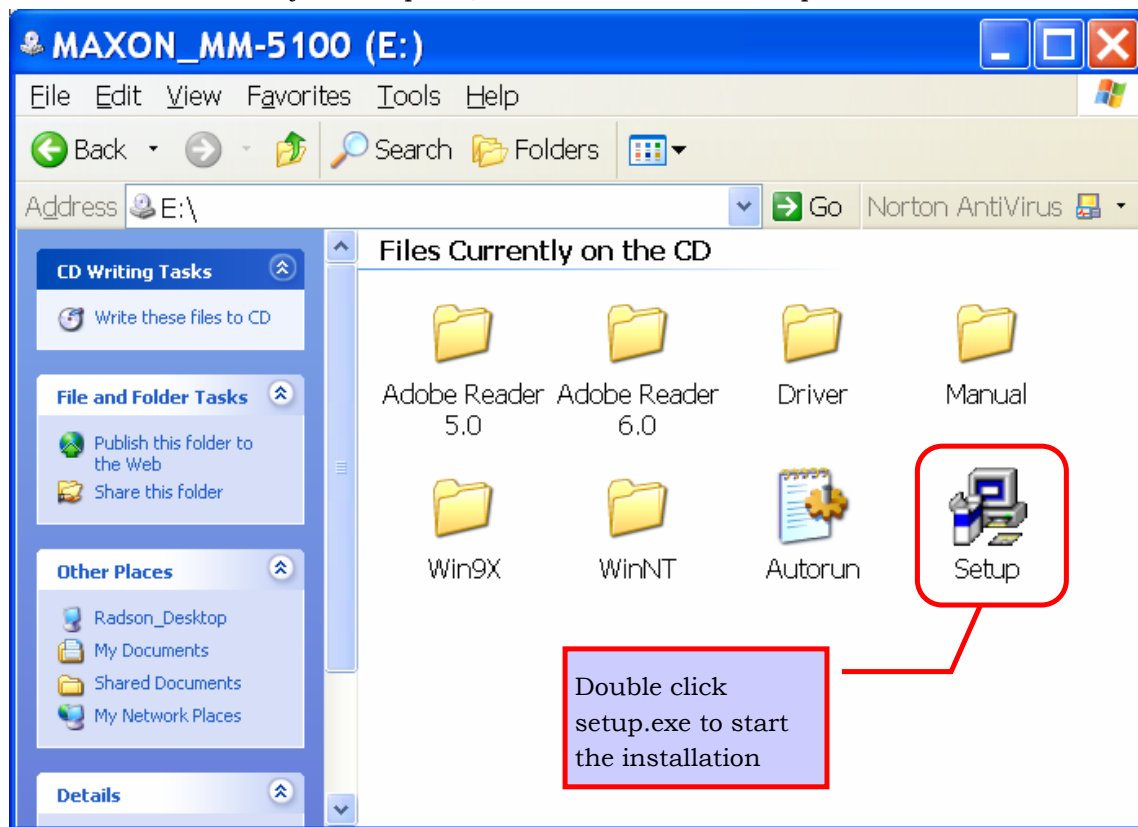 MAXON_MM-5100 (E:)
File Edit View Favorites Tools Help
Back Search Folders
Address E:\ Go Norton AntiVirus
CD Writing Tasks
Write these files to CD
File and Folder Tasks
Publish this folder to
the Web
Share this folder
Other Places
Radson_Desktop
My Documents
Shared Documents
My Network Places
Details
Files Currently on the CD
Adobe Reader
5.0
Adobe Reader
6.0
Driver
Manual
Win9X
WinNT
Autorun
Setup
Double click
setup.exe to start
the installation